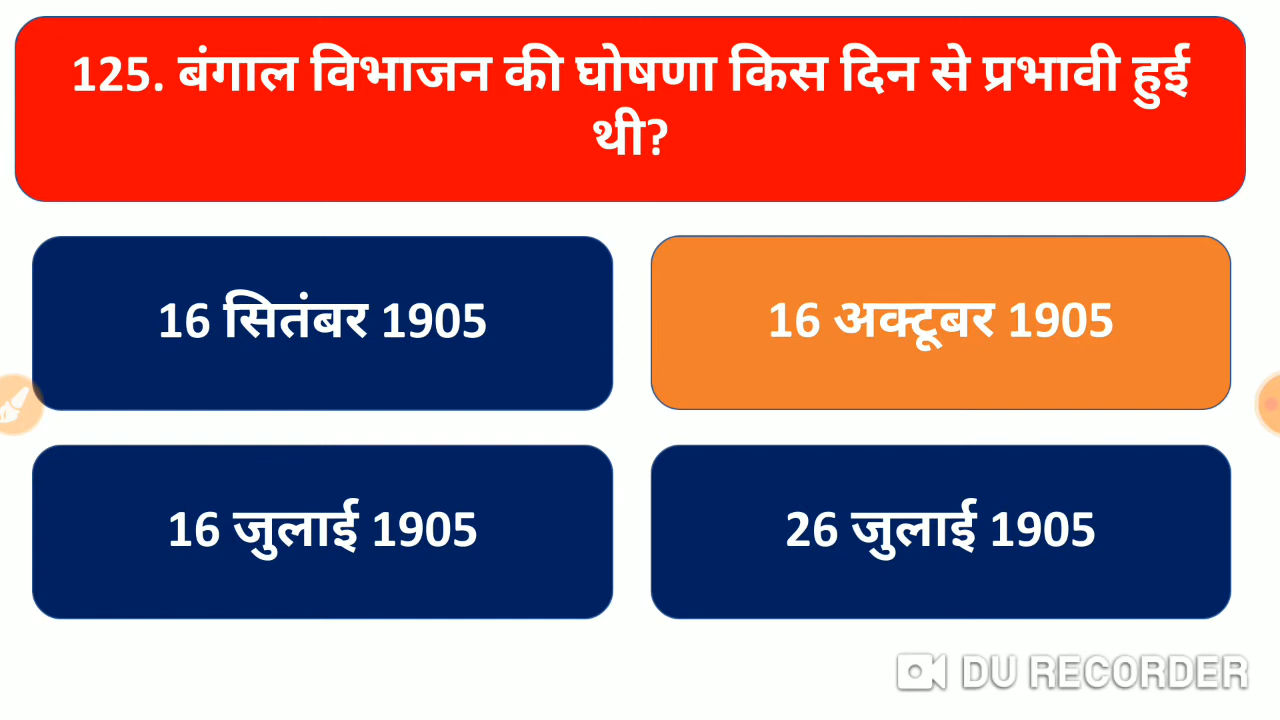 125. बंगाल विभाजन की घोषणा किस दिन से प्रभावी हुई
थी?
16 सितंबर 1905
16 अक्टूबर 1905
16 जुलाई 1905
26 जुलाई 1905
DU RECORDER